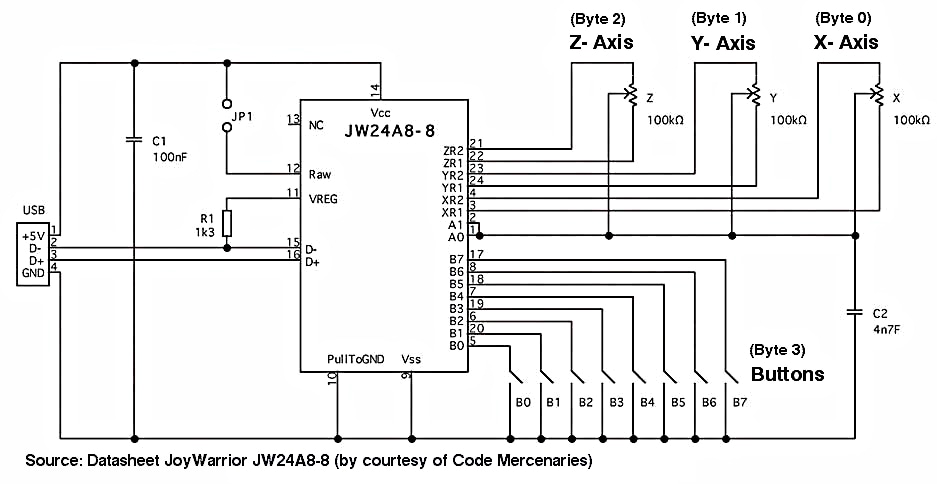 (Byte 2) (Byte 1) (Byte 0)
Z- Axis Y- Axis X- Axis
14
Vcc
JW24A8-8
13 NC
JP1
Z Y X
100kΩ 100kΩ 100kΩ
C1
100nF
12 Raw
11 VREG
R1
1k3
USB
+5V 1
D- 2
D+ 3
GND 4
15 D-
16 D+
ZR2 21
ZR1 22
YR2 23
YR1 24
XR2 4
XR1 3
A1 2
A0 1
B7 17
B6 8
B5 18
B4 7
B3 19
B2 6
B1 20
B0 5
C2
4n7F
(Byte 3)
Buttons
PullToGND Vss
10 9
B0 B1 B2 B3 B4 B5 B6 B7
Source: Datasheet JoyWarrior JW24A8-8 (by courtesy of Code Mercenaries)